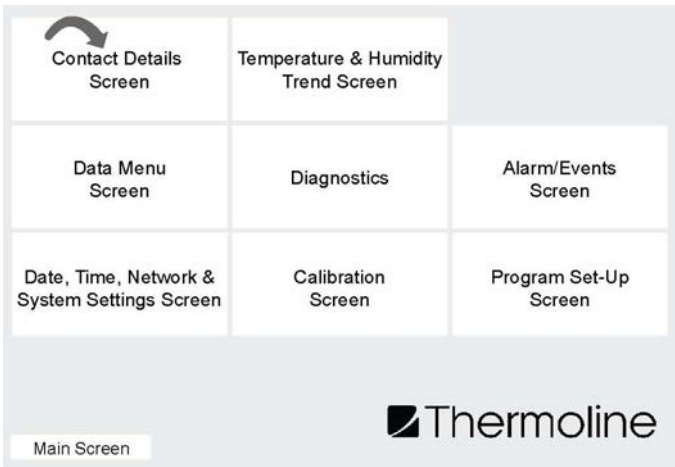 Contact Details
Screen
Temperature & Humidity
Trend Screen
Data Menu
Screen
Diagnostics
Alarm/Events
Screen
Date, Time, Network &
System Settings Screen
Calibration
Screen
Program Set-Up
Screen
Thermoline
Main Screen